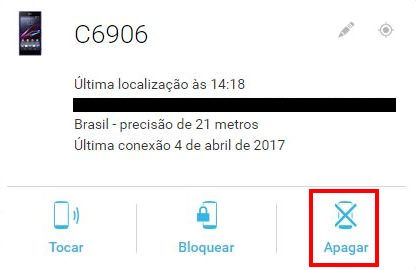 C6906
Última localização às 14:18
Brasil - precisão de 21 metros
Última conexão 4 de abril de 2017
Tocar
Bloquear
Apagar